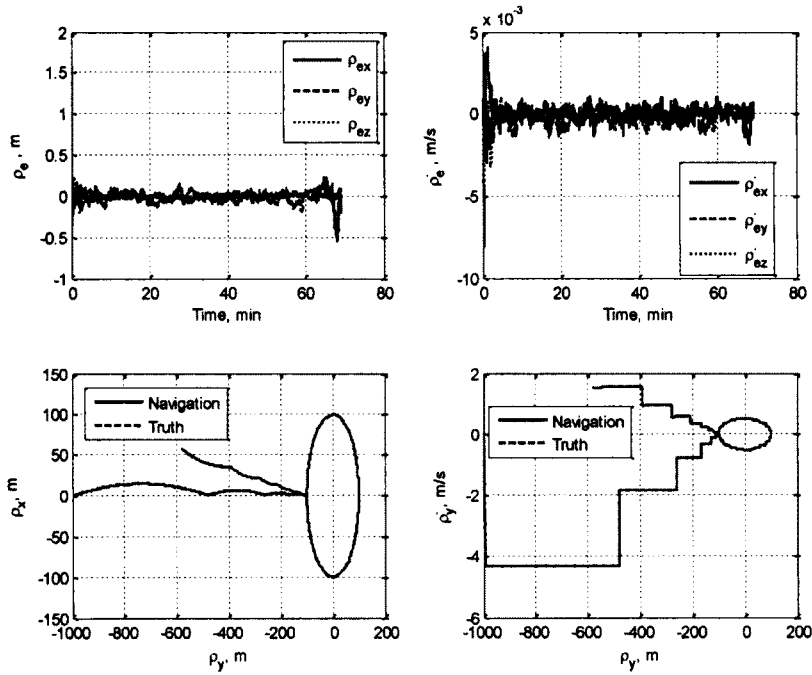 2
1.5
1
0.5
0
-0.5
-1
ρe, m
ρex
ρey
ρez
0 20 40 60 80
Time, min
x 10-3
5
0
-5
-10
ρ̇e, m/s
ρ̇ex
ρ̇ey
ρ̇ez
0 20 40 60 80
Time, min
150
100
50
0
-50
-100
-150
ρx, m
Navigation
Truth
-1000 -800 -600 -400 -200 0 200
ρy, m
2
0
-2
-4
-6
ρ̇y, m/s
Navigation
Truth
-1000 -800 -600 -400 -200 0 200
ρy, m